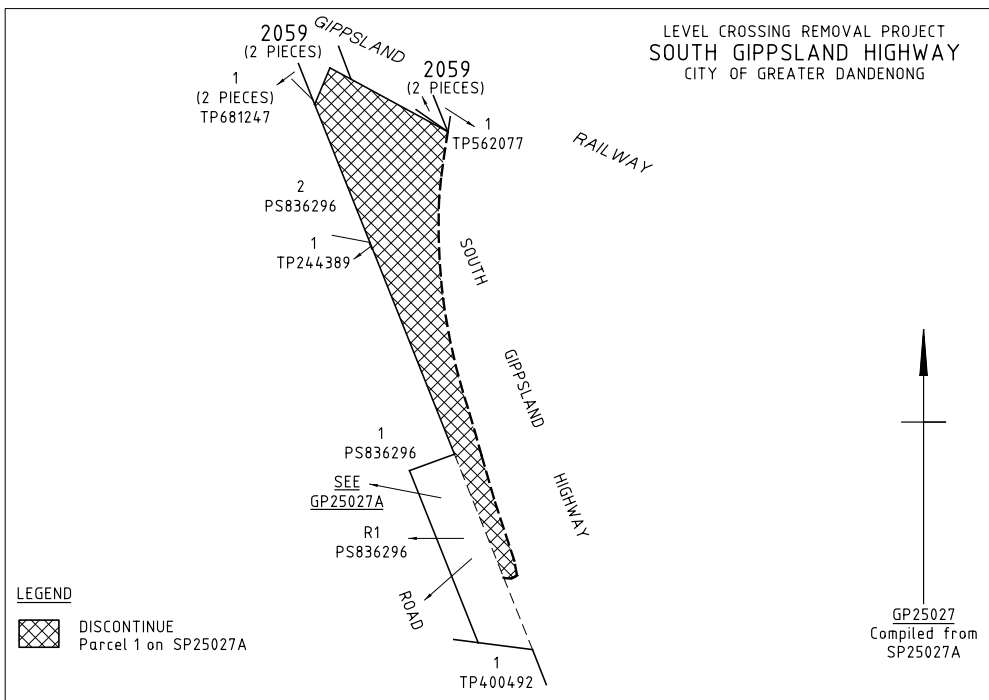 LEVEL CROSSING REMOVAL PROJECT
SOUTH GIPPSLAND HIGHWAY
CITY OF GREATER DANDENONG
GIPPSLAND
RAILWAY
2059
(2 PIECES)
1
(2 PIECES)
TP681247
2059
(2 PIECES)
1
TP562077
2
PS836296
1
TP244389
SOUTH
GIPPSLAND
HIGHWAY
1
PS836296
SEE
GP25027A
R1
PS836296
ROAD
1
TP400492
LEGEND
DISCONTINUE
Parcel 1 on SP25027A
GP25027
Compiled from
SP25027A